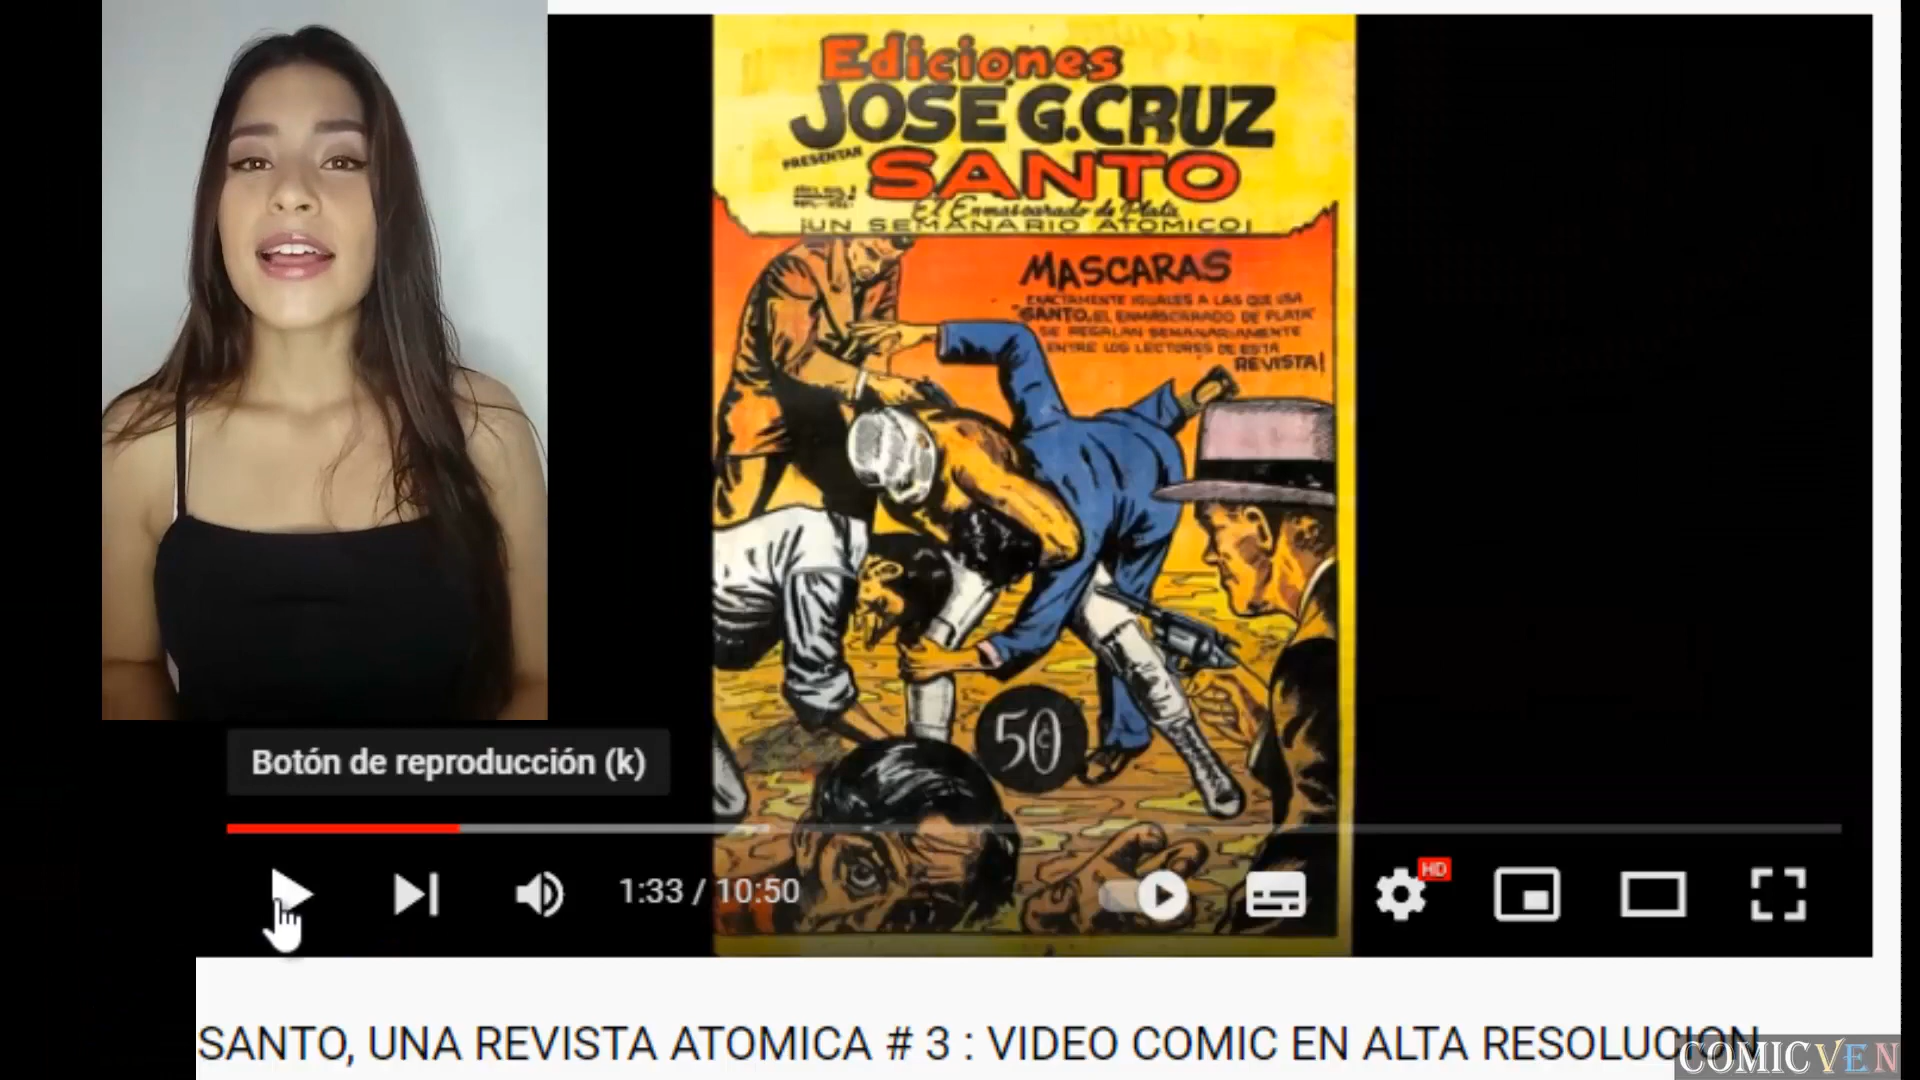 Ediciones
JOSE G. CRUZ
PRESENTAN
SANTO
El Enmascarado de Plata
¡UN SEMANARIO ATOMICO!
MASCARAS
EXACTAMENTE IGUALES A LAS QUE USA
"SANTO, EL ENMASCARADO DE PLATA"
SE REGALAN SEMANARIAMENTE
ENTRE LOS LECTORES DE ESTA
REVISTA!
50¢
Botón de reproducción (k)
1:33 / 10:50
HD
SANTO, UNA REVISTA ATOMICA # 3 : VIDEO COMIC EN ALTA RESOLUCION
COMICVEN